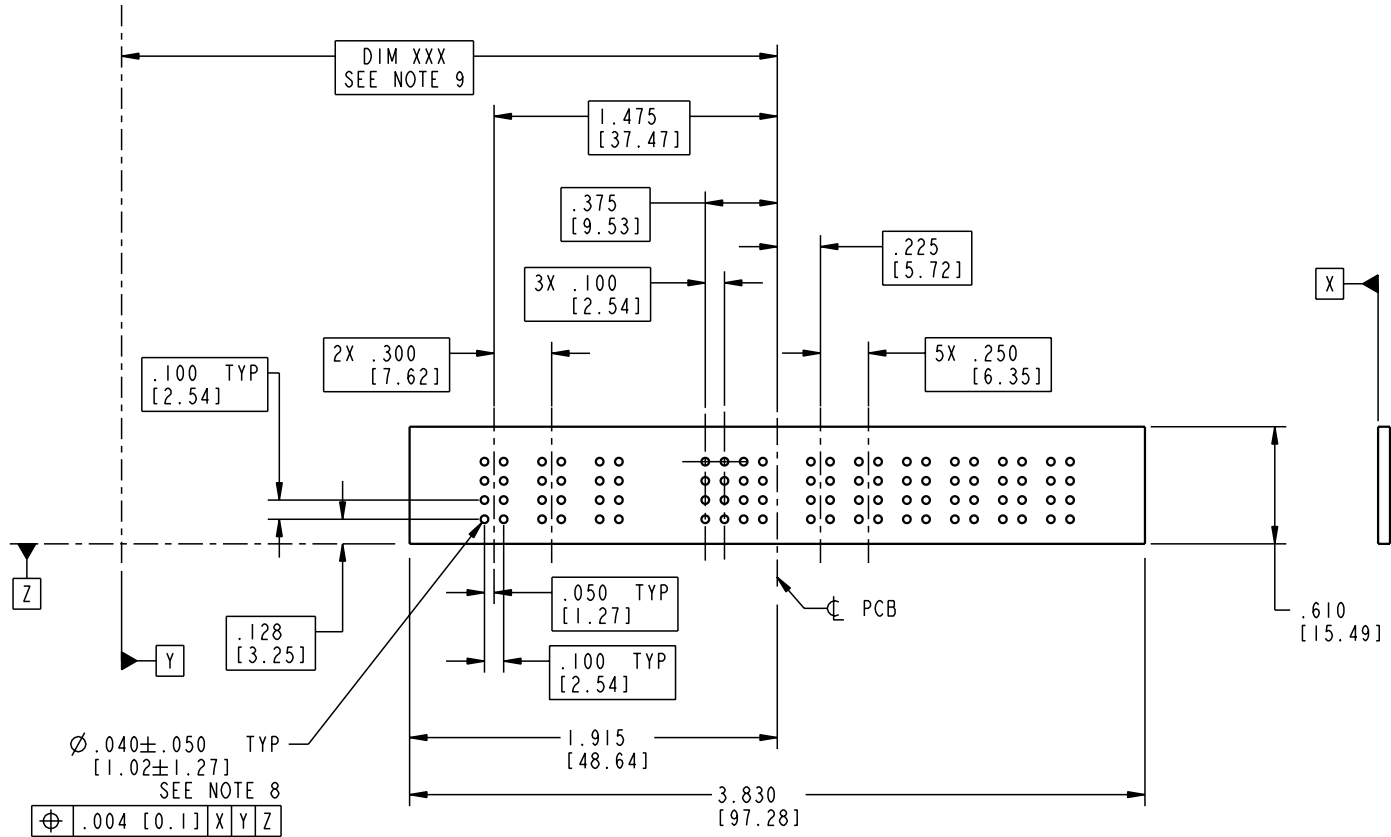 DIM XXX
SEE NOTE 9
1.475
[37.47]
.375
[9.53]
.225
[5.72]
3X .100
[2.54]
X
2X .300
[7.62]
5X .250
[6.35]
.100 TYP
[2.54]
Z
.050 TYP
[1.27]
℄ PCB
.610
[15.49]
.128
[3.25]
Y
.100 TYP
[2.54]
Ø .040±.050 TYP
[1.02±1.27]
SEE NOTE 8
⌖ .004 [0.1] X Y Z
1.915
[48.64]
3.830
[97.28]